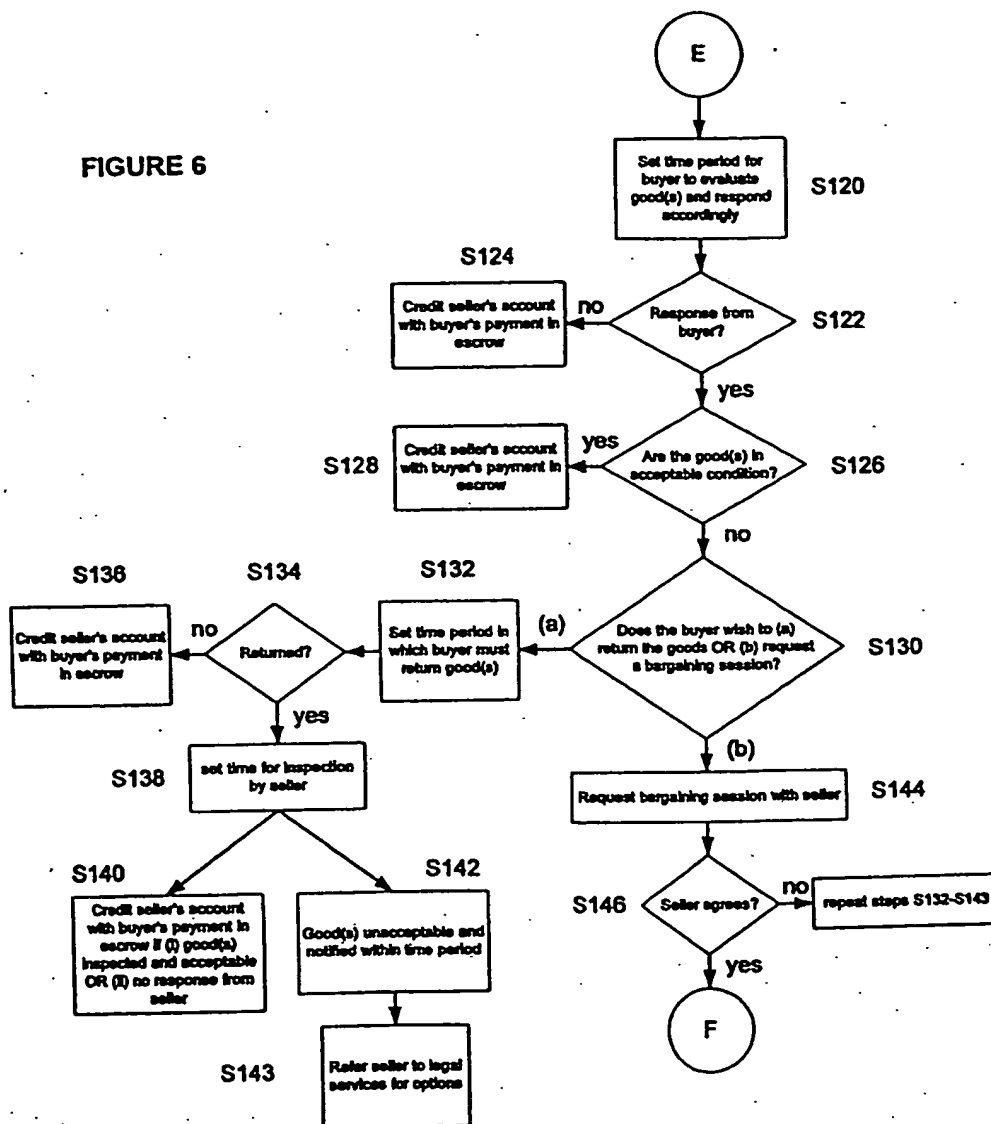 E
FIGURE 6
Set time period for
buyer to evaluate
good(s) and respond
accordingly
S120
S124
Credit seller's account
with buyer's payment in
escrow
no
Response from
buyer?
S122
yes
S128
Credit seller's account
with buyer's payment in
escrow
yes
Are the good(s) in
acceptable condition?
S126
no
S136
S134
S132
Credit seller's account
with buyer's payment
in escrow
no
Returned?
Set time period in
which buyer must
return good(s)
(a)
Does the buyer wish to (a)
return the goods OR (b) request
a bargaining session?
S130
yes
(b)
S138
set time for inspection
by seller
Request bargaining session with seller
S144
S140
Credit seller's account
with buyer's payment in
escrow if (i) good(s)
inspected and acceptable
OR (ii) no response from
seller
S142
Good(s) unacceptable and
notified within time period
S146
Seller agrees?
no
repeat steps S132-S143
yes
F
S143
Refer seller to legal
services for options